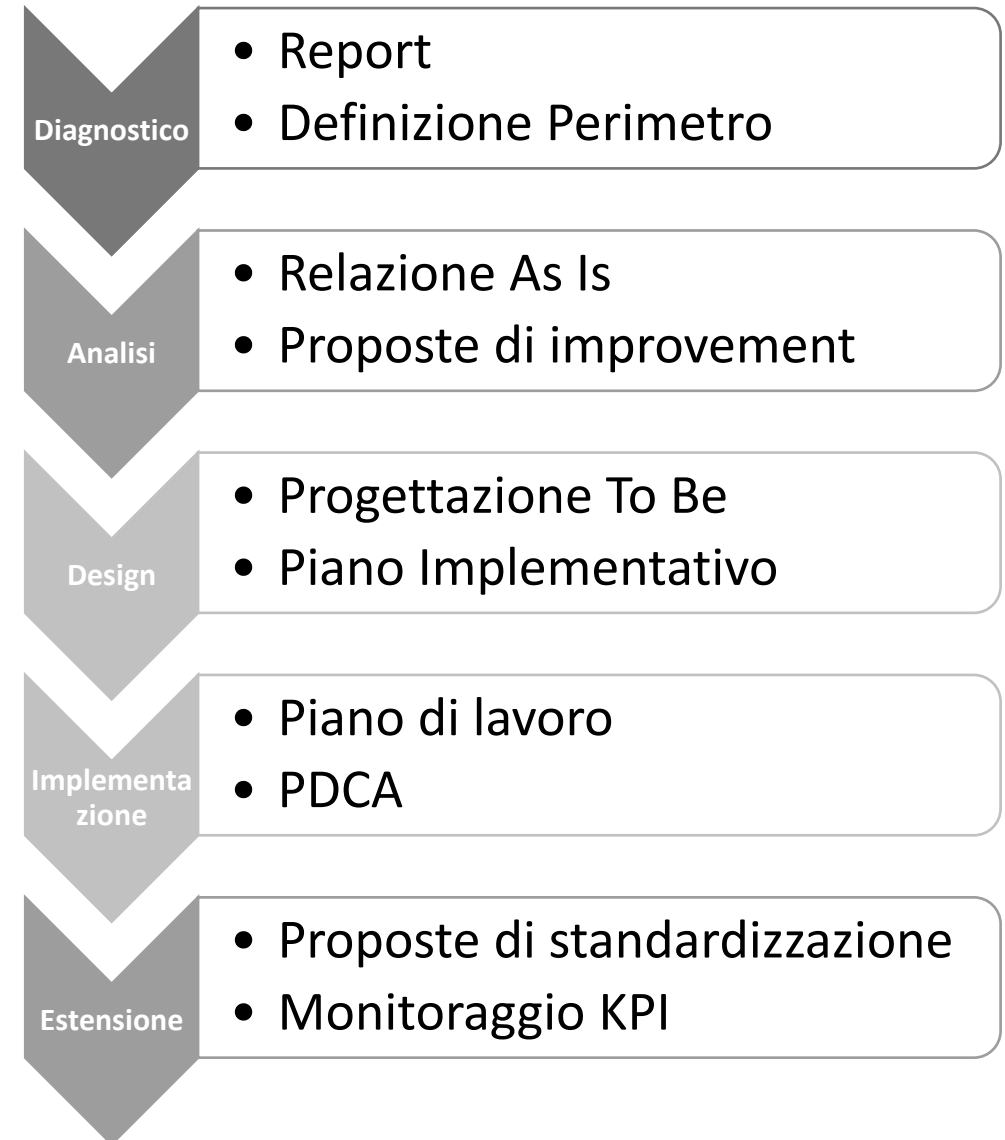 Diagnostico
• Report
• Definizione Perimetro
Analisi
• Relazione As Is
• Proposte di improvement
Design
• Progettazione To Be
• Piano Implementativo
Implementa
zione
• Piano di lavoro
• PDCA
Estensione
• Proposte di standardizzazione
• Monitoraggio KPI